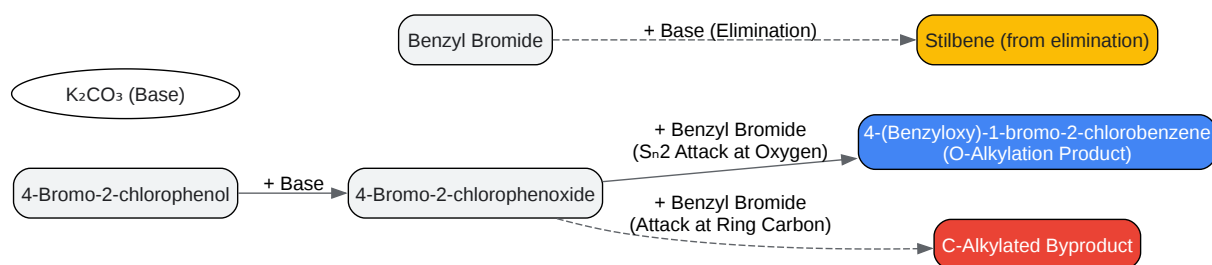 Benzyl Bromide
+ Base (Elimination)
Stilbene (from elimination)
K₂CO₃ (Base)
4-Bromo-2-chlorophenol
+ Base
4-Bromo-2-chlorophenoxide
+ Benzyl Bromide
(Sₙ2 Attack at Oxygen)
4-(Benzyloxy)-1-bromo-2-chlorobenzene
(O-Alkylation Product)
+ Benzyl Bromide
(Attack at Ring Carbon)
C-Alkylated Byproduct